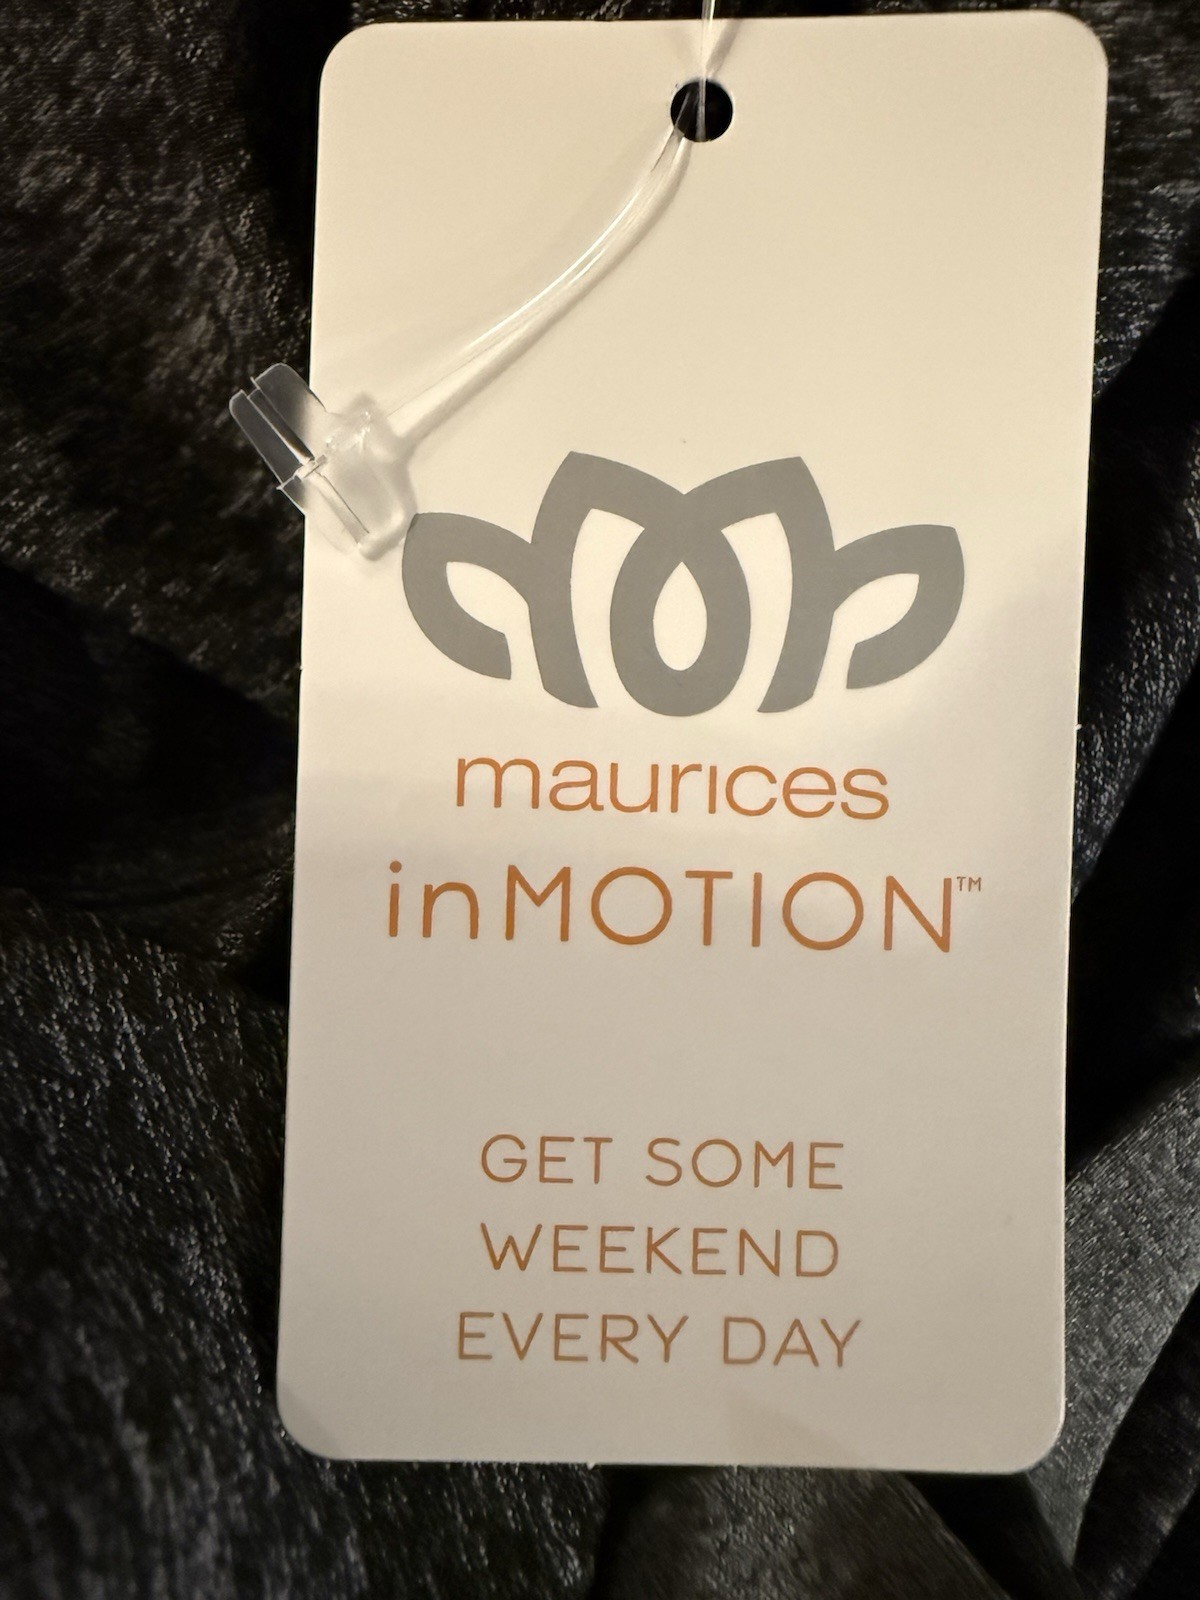 maurices
inMOTION™
GET SOME
WEEKEND
EVERY DAY